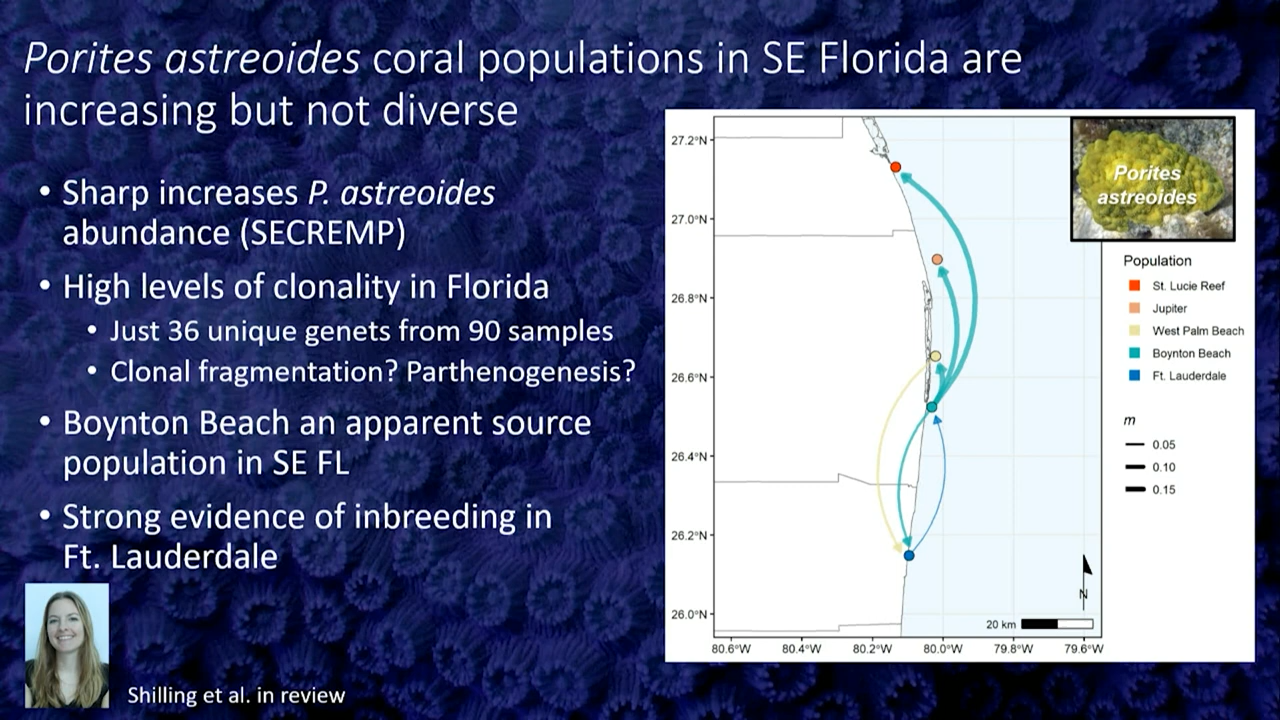 Porites astreoides coral populations in SE Florida are
increasing but not diverse
• Sharp increases P. astreoides
abundance (SECREMP)
• High levels of clonality in Florida
• Just 36 unique genets from 90 samples
• Clonal fragmentation? Parthenogenesis?
• Boynton Beach an apparent source
population in SE FL
• Strong evidence of inbreeding in
Ft. Lauderdale
Shilling et al. in review
27.2°N
27.0°N
26.8°N
26.6°N
26.4°N
26.2°N
26.0°N
80.6°W
80.4°W
80.2°W
80.0°W
79.8°W
79.6°W
20 km
N
Porites
astreoides
Population
St. Lucie Reef
Jupiter
West Palm Beach
Boynton Beach
Ft. Lauderdale
m
0.05
0.10
0.15